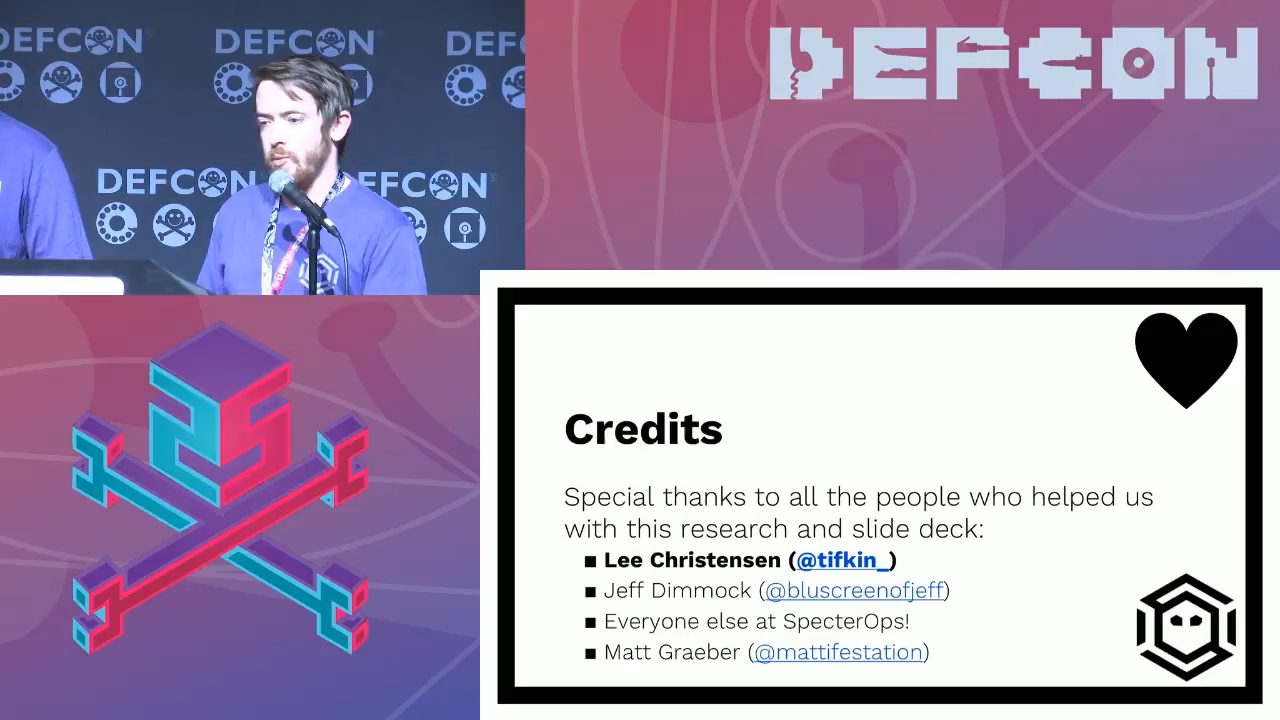 DEFCON DEFCON DEFC
DEFCON DEFCON
DEFCON
Credits
Special thanks to all the people who helped us
with this research and slide deck:
■ Lee Christensen (@tifkin_)
■ Jeff Dimmock (@bluscreenofjeff)
■ Everyone else at SpecterOps!
■ Matt Graeber (@mattifestation)